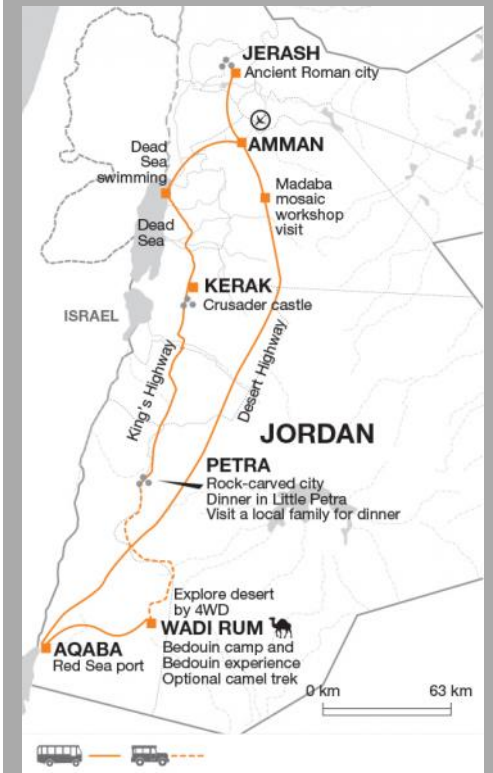 JERASH
Ancient Roman city
AMMAN
Dead
Sea
swimming
Madaba
mosaic
workshop
visit
Dead
Sea
KERAK
Crusader castle
ISRAEL
King's Highway
Desert Highway
JORDAN
PETRA
Rock-carved city
Dinner in Little Petra
Visit a local family for dinner
Explore desert
by 4WD
WADI RUM
Bedouin camp and
Bedouin experience
Optional camel trek
AQABA
Red Sea port
0 km
63 km